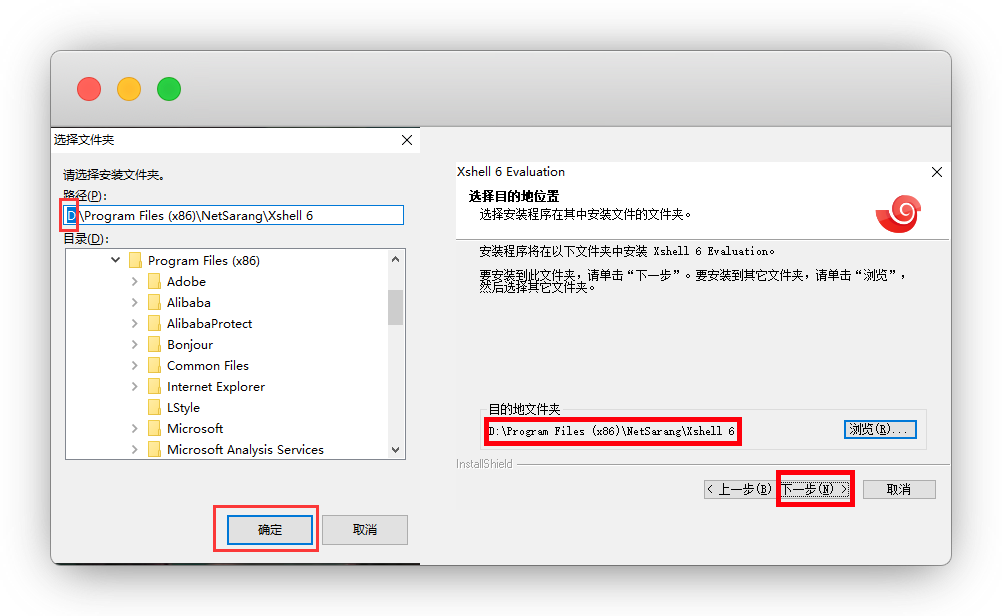 选择文件夹
请选择安装文件夹。
路径(P):
D:\Program Files (x86)\NetSarang\Xshell 6
目录(D):
Program Files (x86)
Adobe
Alibaba
AlibabaProtect
Bonjour
Common Files
Internet Explorer
LStyle
Microsoft
Microsoft Analysis Services
确定
取消
Xshell 6 Evaluation
选择目的地位置
选择安装程序在其中安装文件的文件夹。
安装程序将在以下文件夹中安装 Xshell 6 Evaluation。
要安装到此文件夹，请单击“下一步”。要安装到其它文件夹，请单击“浏览”，
然后选择其它文件夹。
目的地文件夹
D:\Program Files (x86)\NetSarang\Xshell 6
浏览(R)...
InstallShield
< 上一步(B)
下一步(N) >
取消